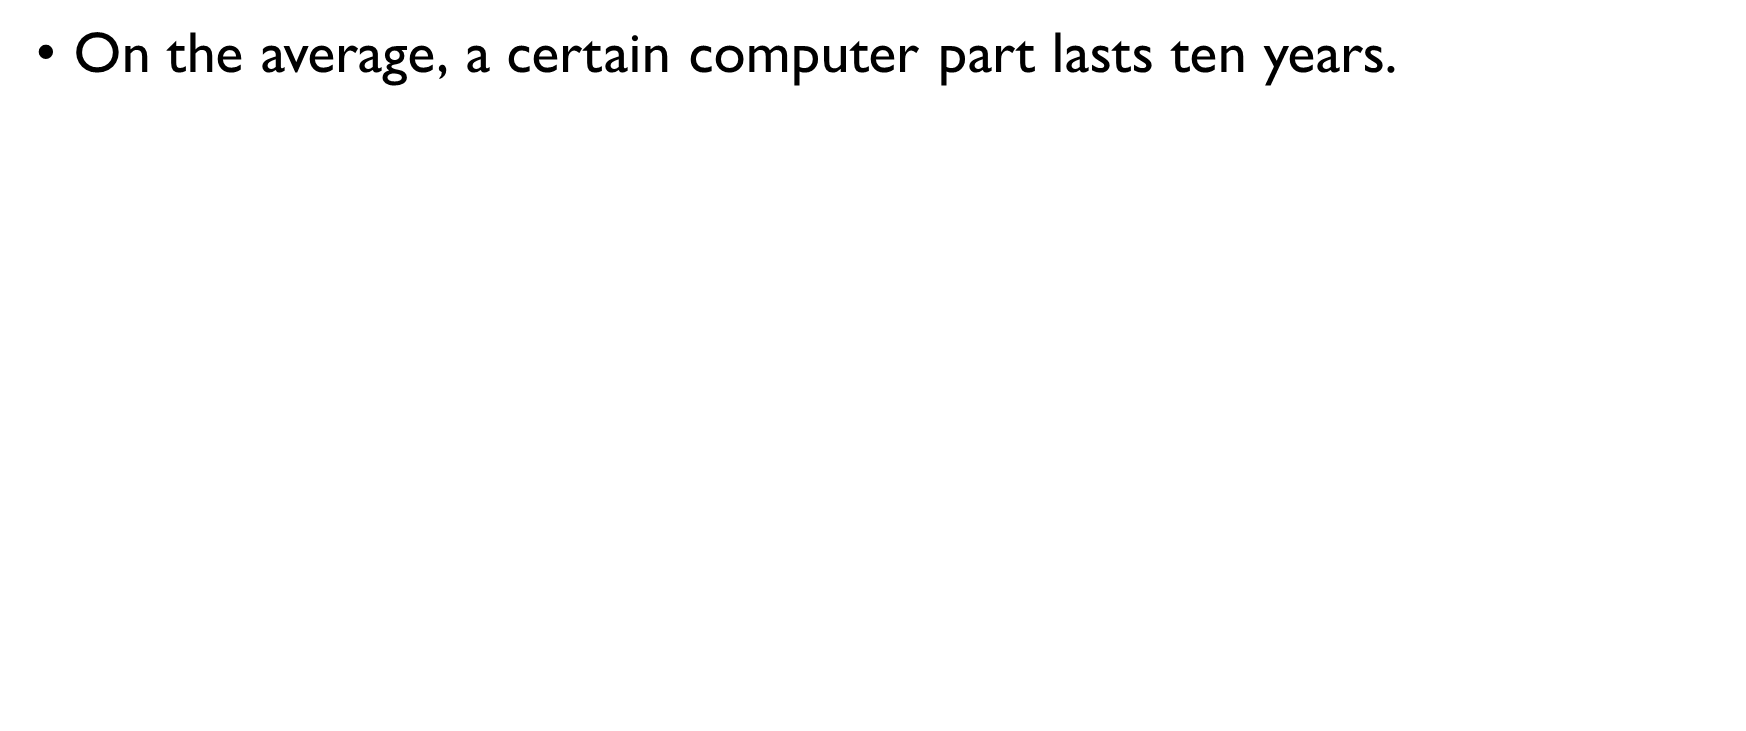 • On the average, a certain computer part lasts ten years.